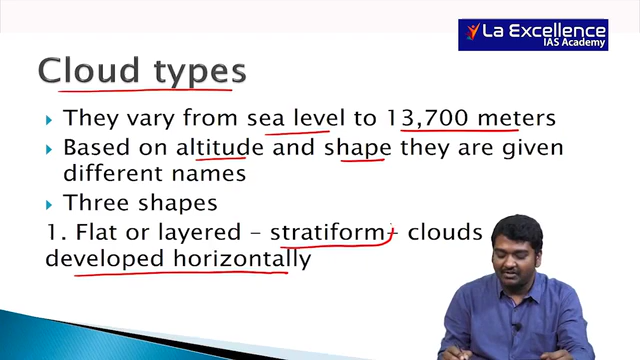 La Excellence
IAS Academy
Cloud types
They vary from sea level to 13,700 meters
Based on altitude and shape they are given
different names
Three shapes
1. Flat or layered – stratiform– clouds
developed horizontally